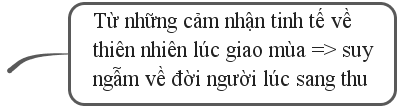 Từ những cảm nhận tinh tế về
thiên nhiên lúc giao mùa => suy
ngẫm về đời người lúc sang thu